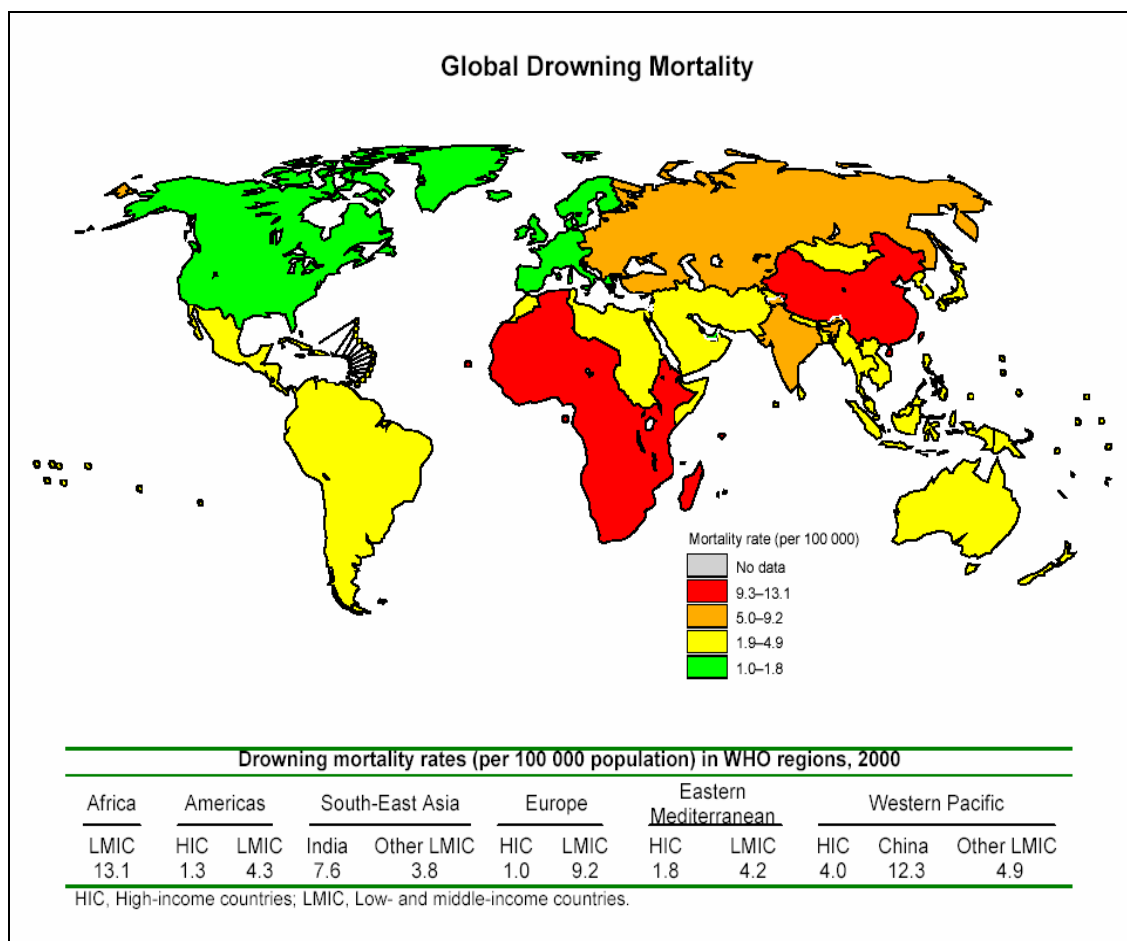 Global Drowning Mortality
Mortality rate (per 100 000)
No data
9.3–13.1
5.0–9.2
1.9–4.9
1.0–1.8
Drowning mortality rates (per 100 000 population) in WHO regions, 2000
Africa Americas South-East Asia Europe Eastern Mediterranean Western Pacific
LMIC HIC LMIC India Other LMIC HIC LMIC HIC LMIC HIC China Other LMIC
13.1 1.3 4.3 7.6 3.8 1.0 9.2 1.8 4.2 4.0 12.3 4.9
HIC, High-income countries; LMIC, Low- and middle-income countries.